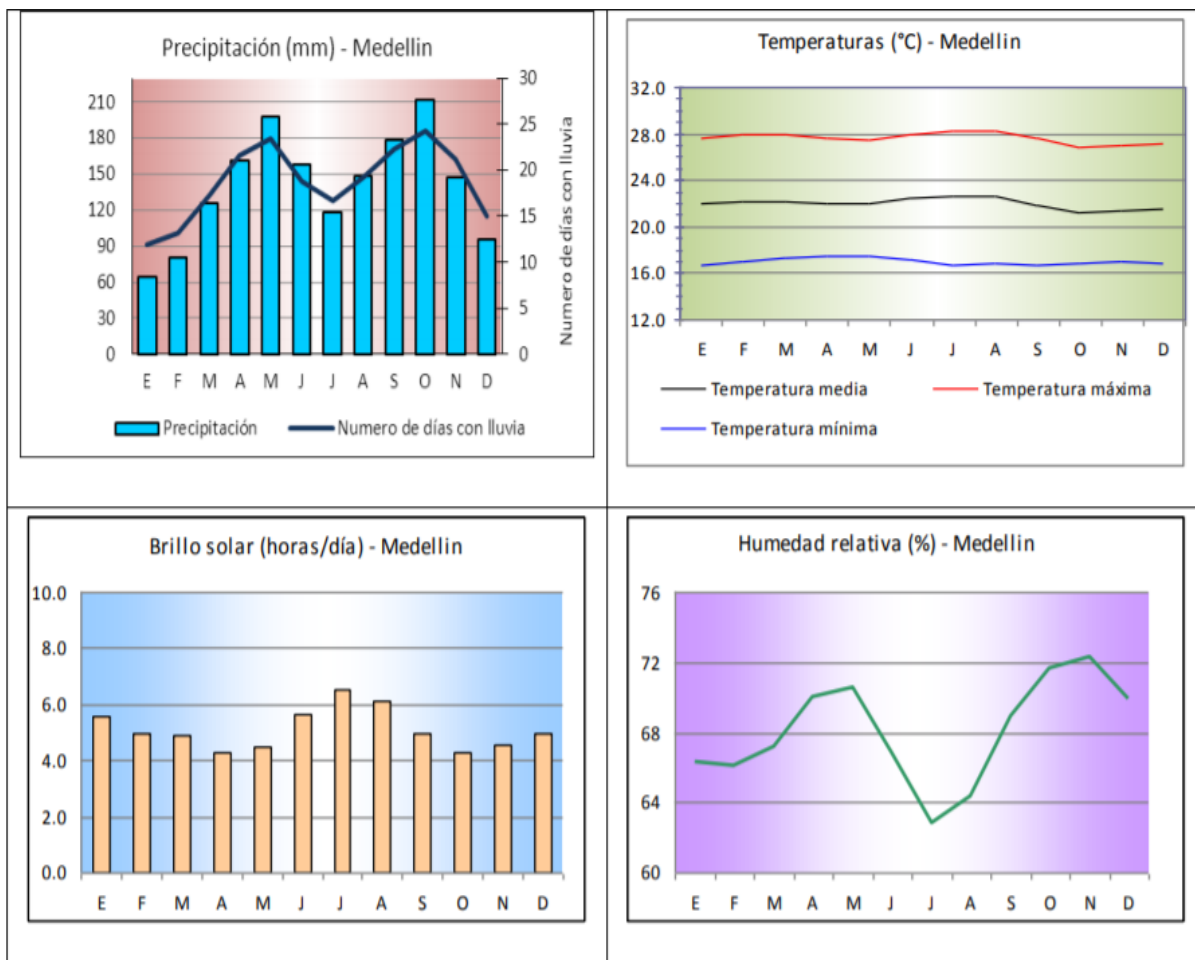 Precipitación (mm) - Medellin
210
180
150
120
90
60
30
0
30
25
20
15
10
5
0
Numero de días con lluvia
E F M A M J J A S O N D
Precipitación Numero de días con lluvia
Temperaturas (°C) - Medellin
32.0
28.0
24.0
20.0
16.0
12.0
E F M A M J J A S O N D
Temperatura media Temperatura máxima
Temperatura mínima
Brillo solar (horas/día) - Medellin
10.0
8.0
6.0
4.0
2.0
0.0
E F M A M J J A S O N D
Humedad relativa (%) - Medellin
76
72
68
64
60
E F M A M J J A S O N D